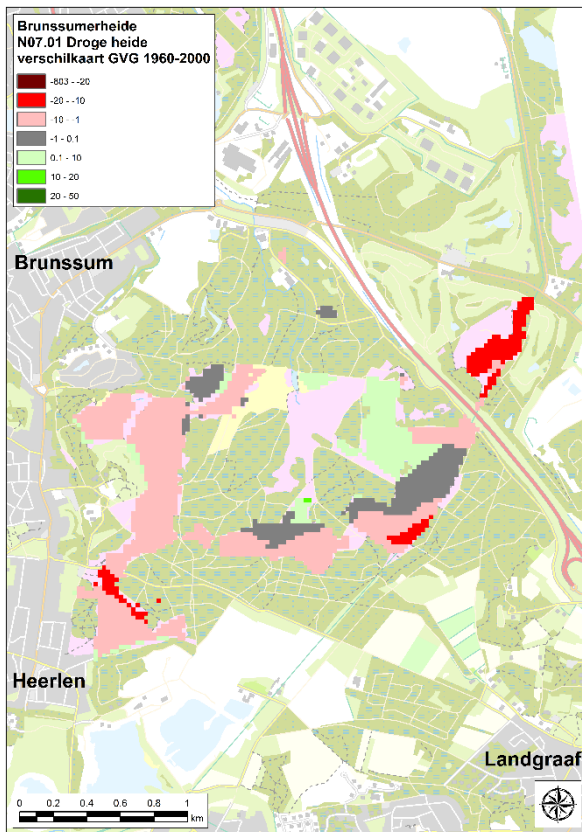 Brunssumerheide
N07.01 Droge heide
verschilkaart GVG 1960-2000
-803 - -20
-20 - -10
-10 - -1
-1 - 0.1
0.1 - 10
10 - 20
20 - 50
Brunssum
Heerlen
Landgraaf
0 0.2 0.4 0.6 0.8 1
km